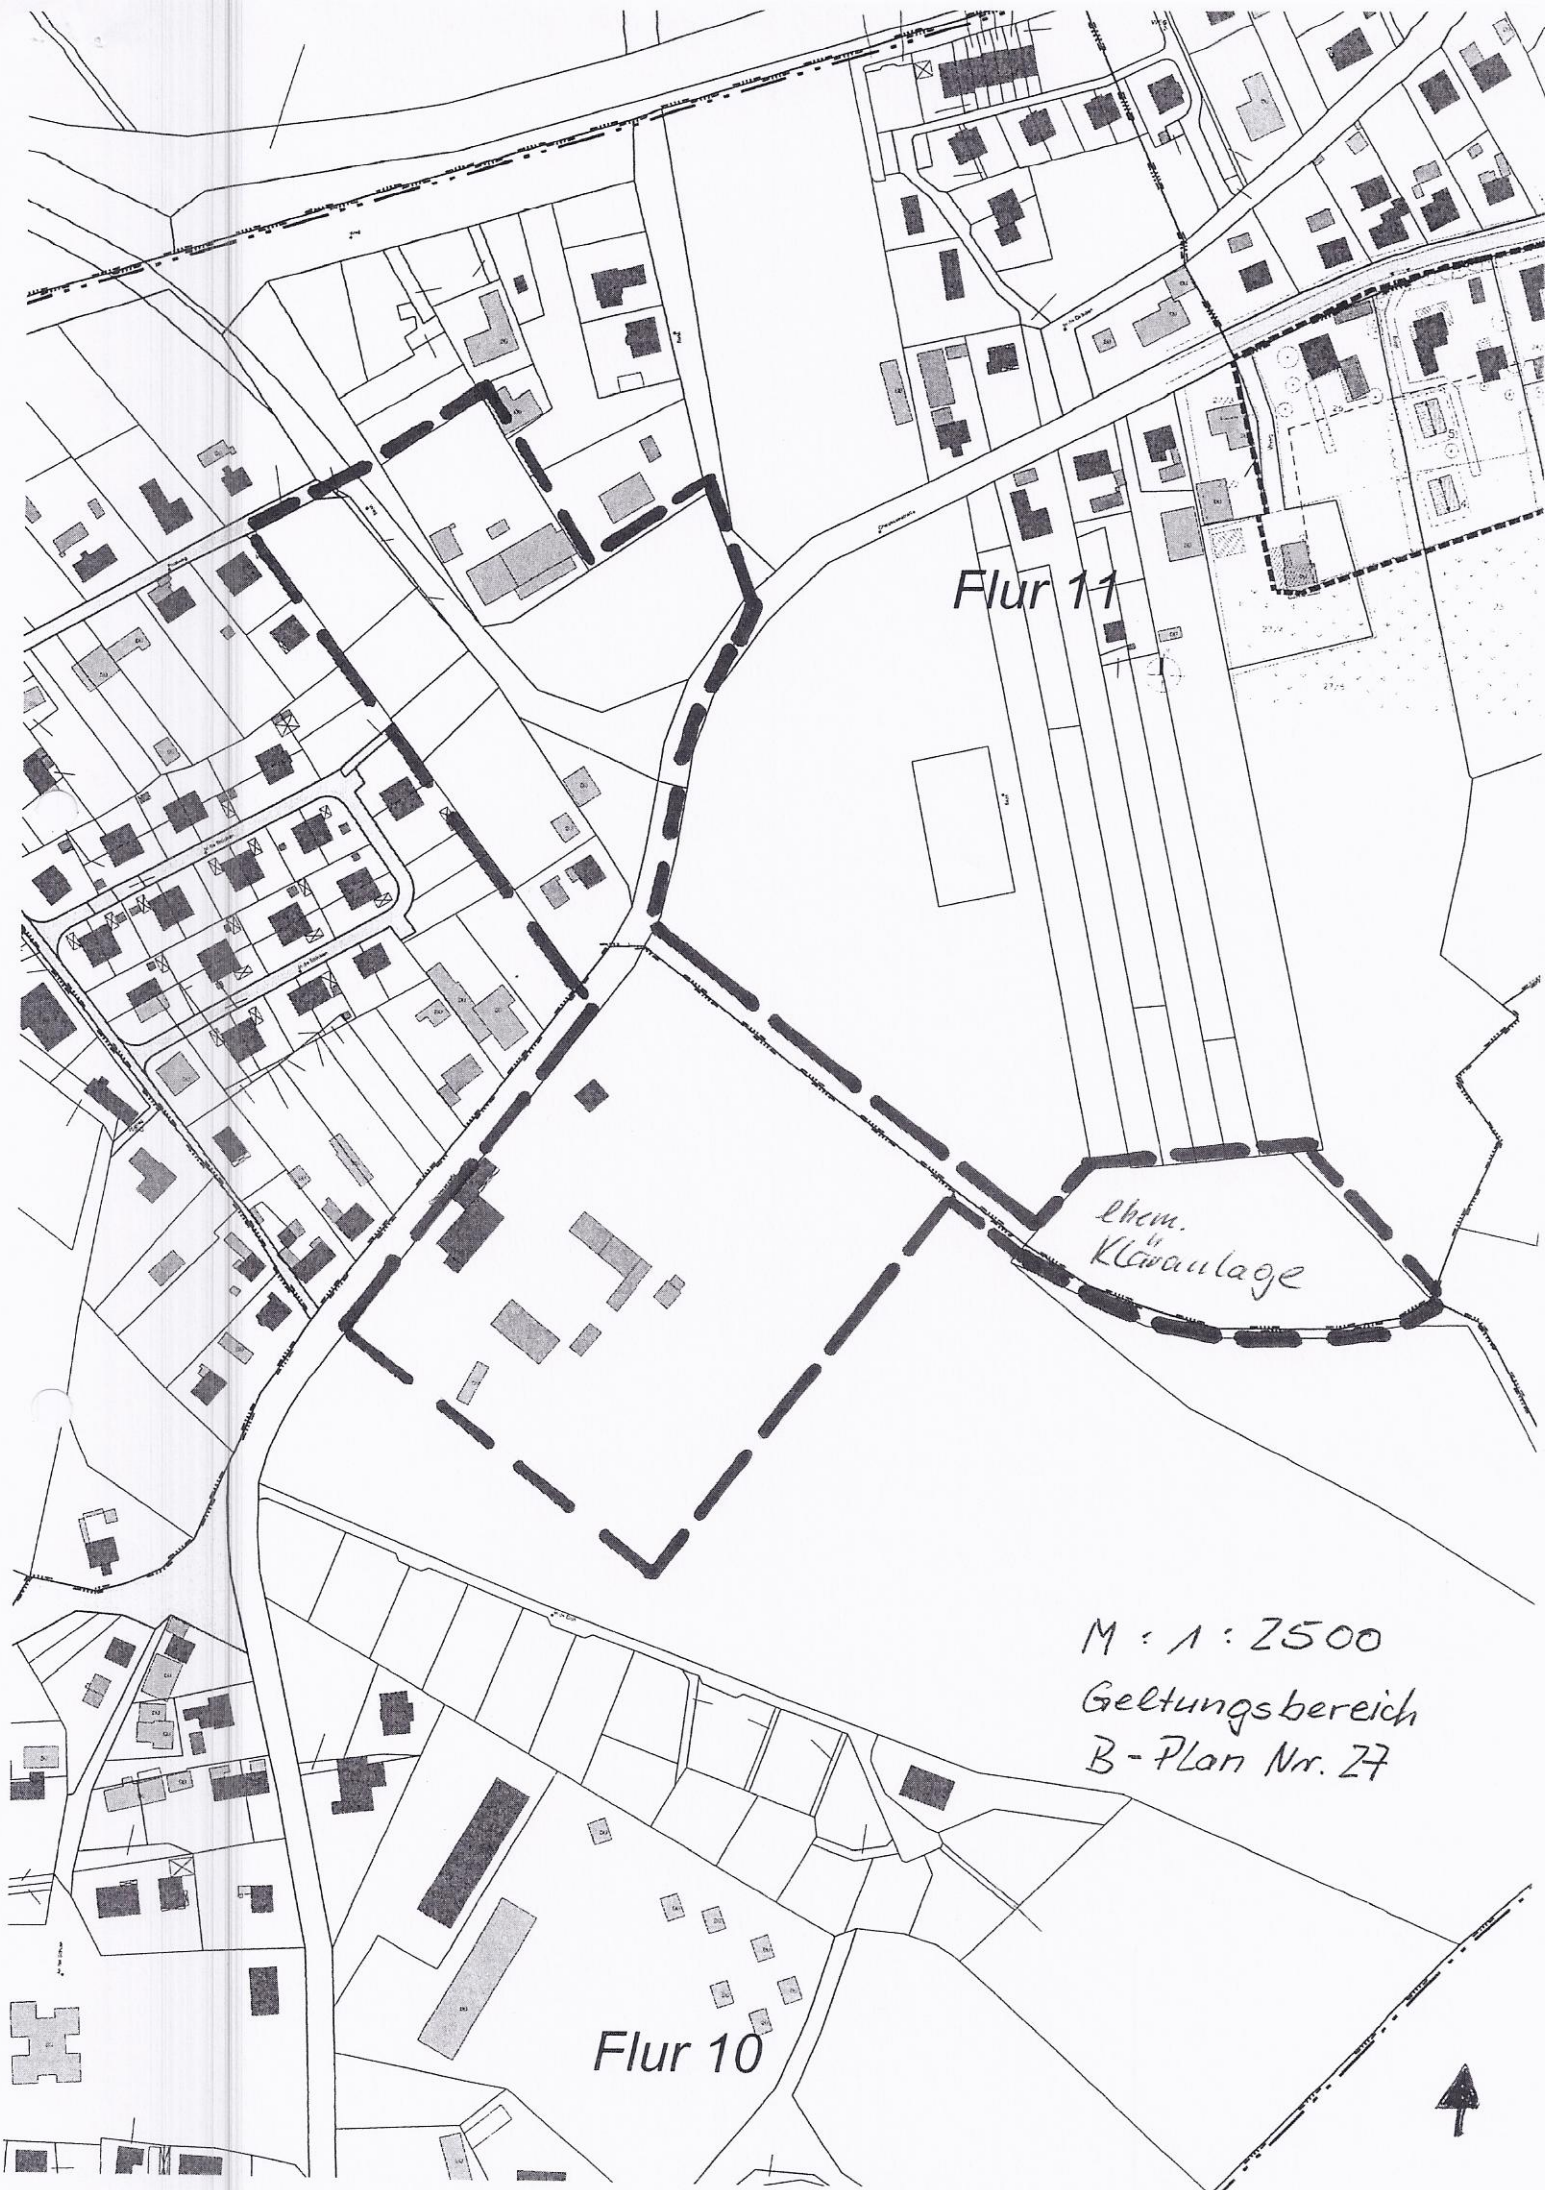 Flur 11
ehem.
Kläranlage
M : 1 : 2500
Geltungsbereich
B - Plan Nr. 27
Flur 10